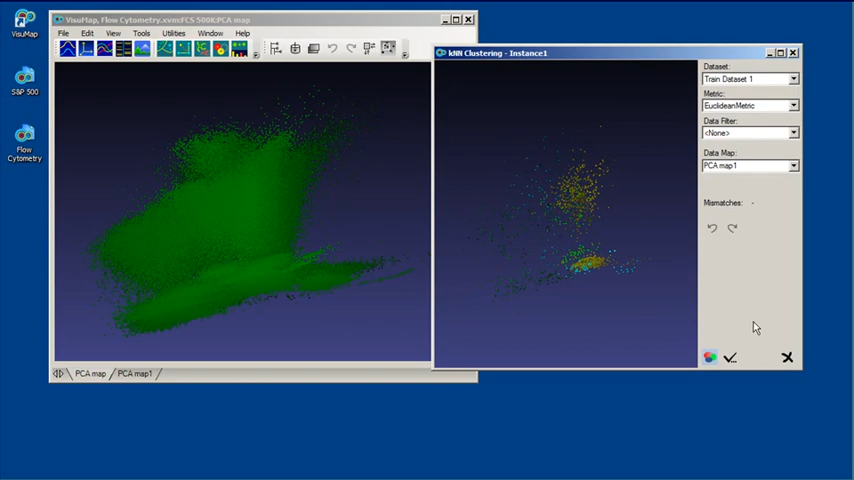 VisuMap
S&P 500
Flow
Cytometry
VisuMap, Flow Cytometry.xvm:FCS 500K:PCA map
File Edit View Tools Utilities Window Help
PCA map PCA map1
kNN Clustering - Instance1
Dataset:
Train Dataset 1
Metric:
EuclideanMetric
Data Filter:
<None>
Data Map:
PCA map1
Mismatches: -